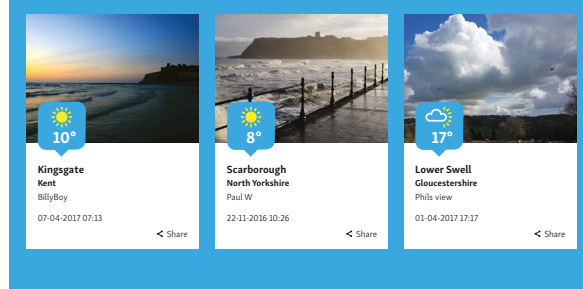 10°
Kingsgate
Kent
BillyBoy
07-04-2017 07:13
Share
8°
Scarborough
North Yorkshire
Paul W
22-11-2016 10:26
Share
17°
Lower Swell
Gloucestershire
Phils view
01-04-2017 17:17
Share